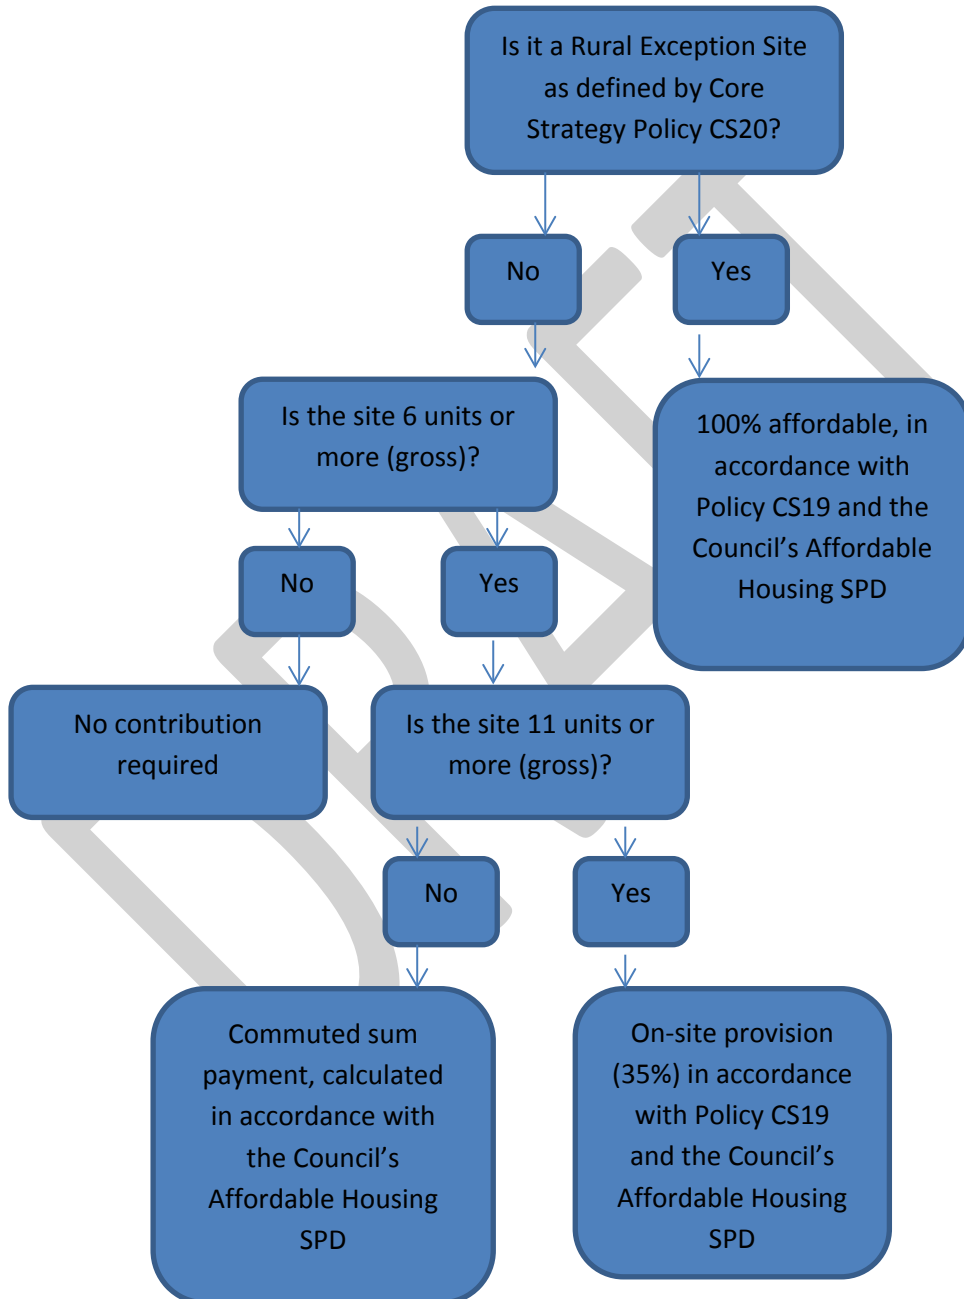 Is it a Rural Exception Site
as defined by Core
Strategy Policy CS20?
No
Yes
Is the site 6 units or
more (gross)?
100% affordable, in
accordance with
Policy CS19 and the
Council’s Affordable
Housing SPD
No
Yes
No contribution
required
Is the site 11 units or
more (gross)?
No
Yes
Commuted sum
payment, calculated
in accordance with
the Council’s
Affordable Housing
SPD
On-site provision
(35%) in accordance
with Policy CS19
and the Council’s
Affordable Housing
SPD
DRAFT